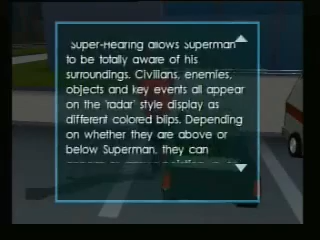 Super-Hearing allows Superman
to be totally aware of his
surroundings. Civilians, enemies,
objects and key events all appear
on the 'radar' style display as
different colored blips. Depending
on whether they are above or
below Superman, they can